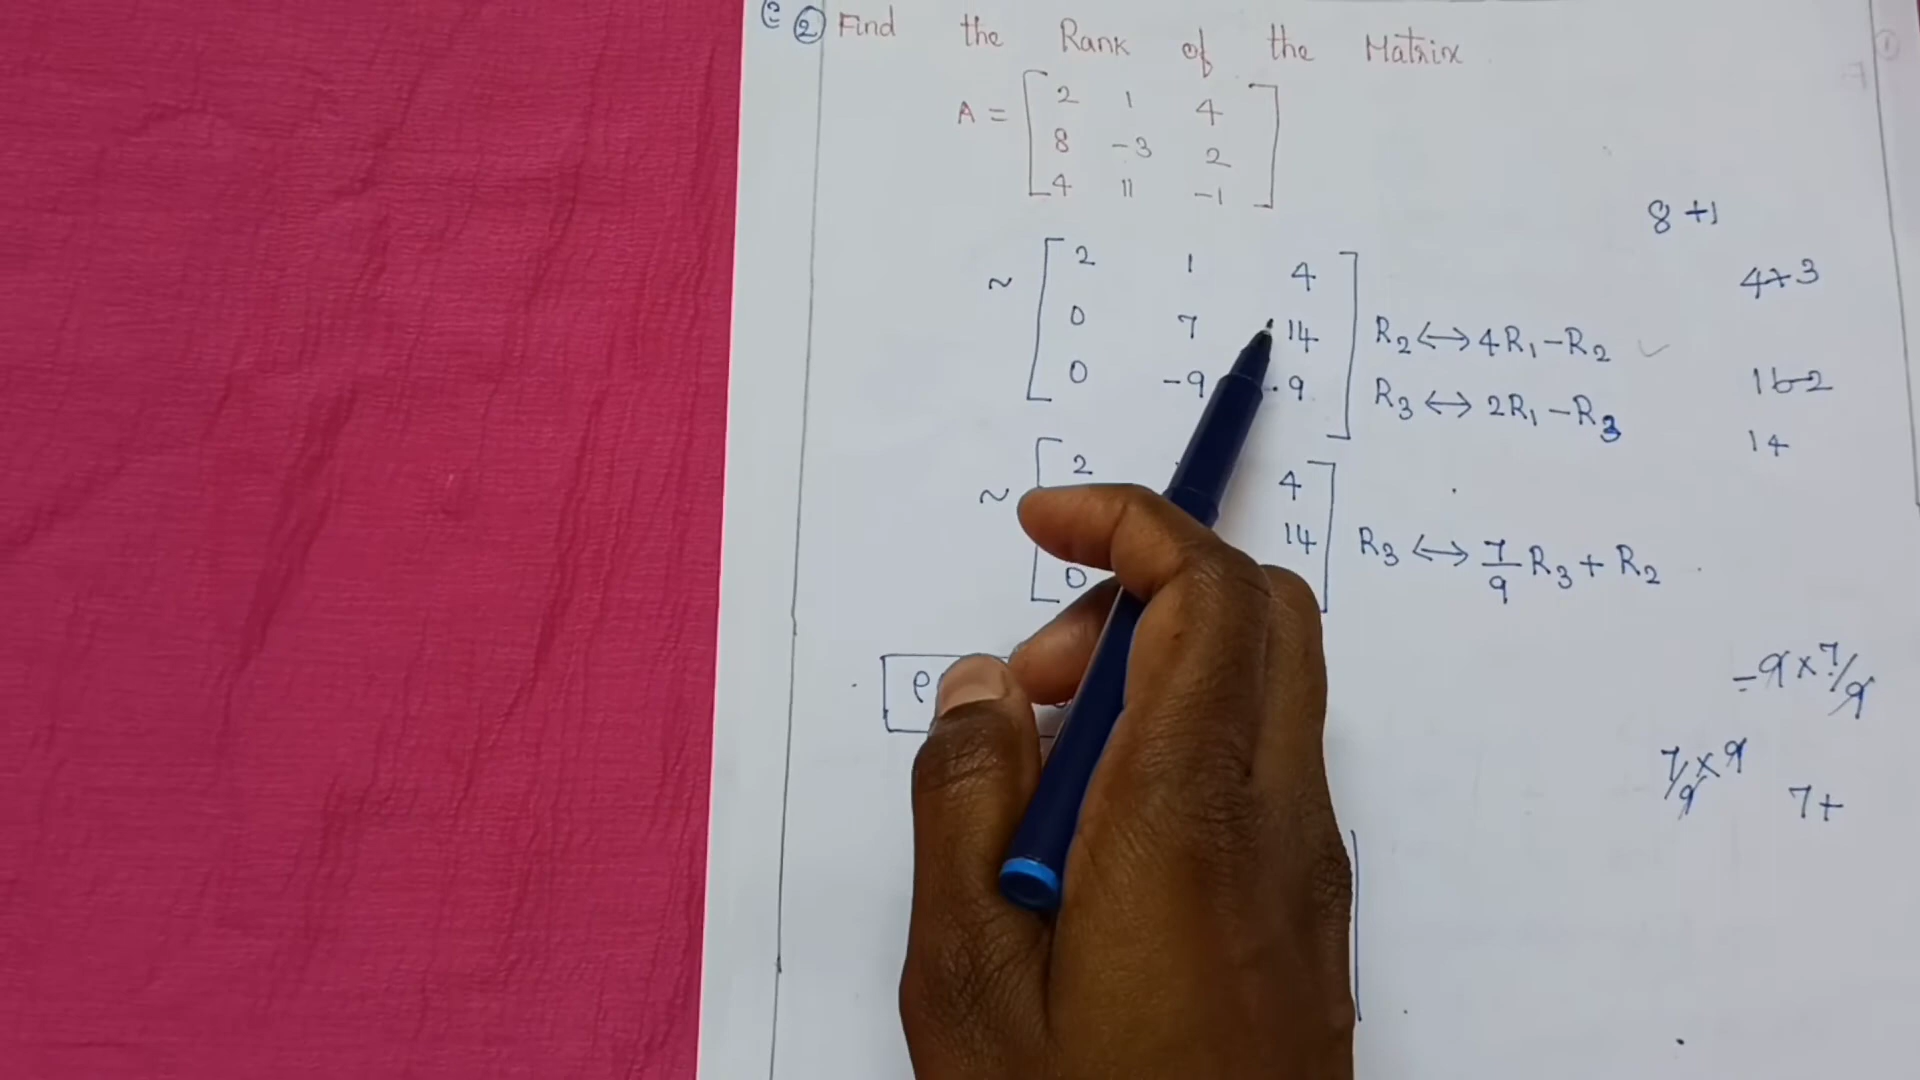 ② Find the Rank of the Matrix
A = [ 2 1 4
8 -3 2
4 11 -1 ]
8 +1
4+3
~ [ 2 1 4
0 7 14 ] R₂ ↔ 4R₁ - R₂
0 -9 9 R₃ ↔ 2R₁ - R₃
16-2
14
~ [ 2 4
14 ] R₃ ↔ 7/9 R₃ + R₂
0
ρ
-9 × 7/9
7/9 × 9
7+